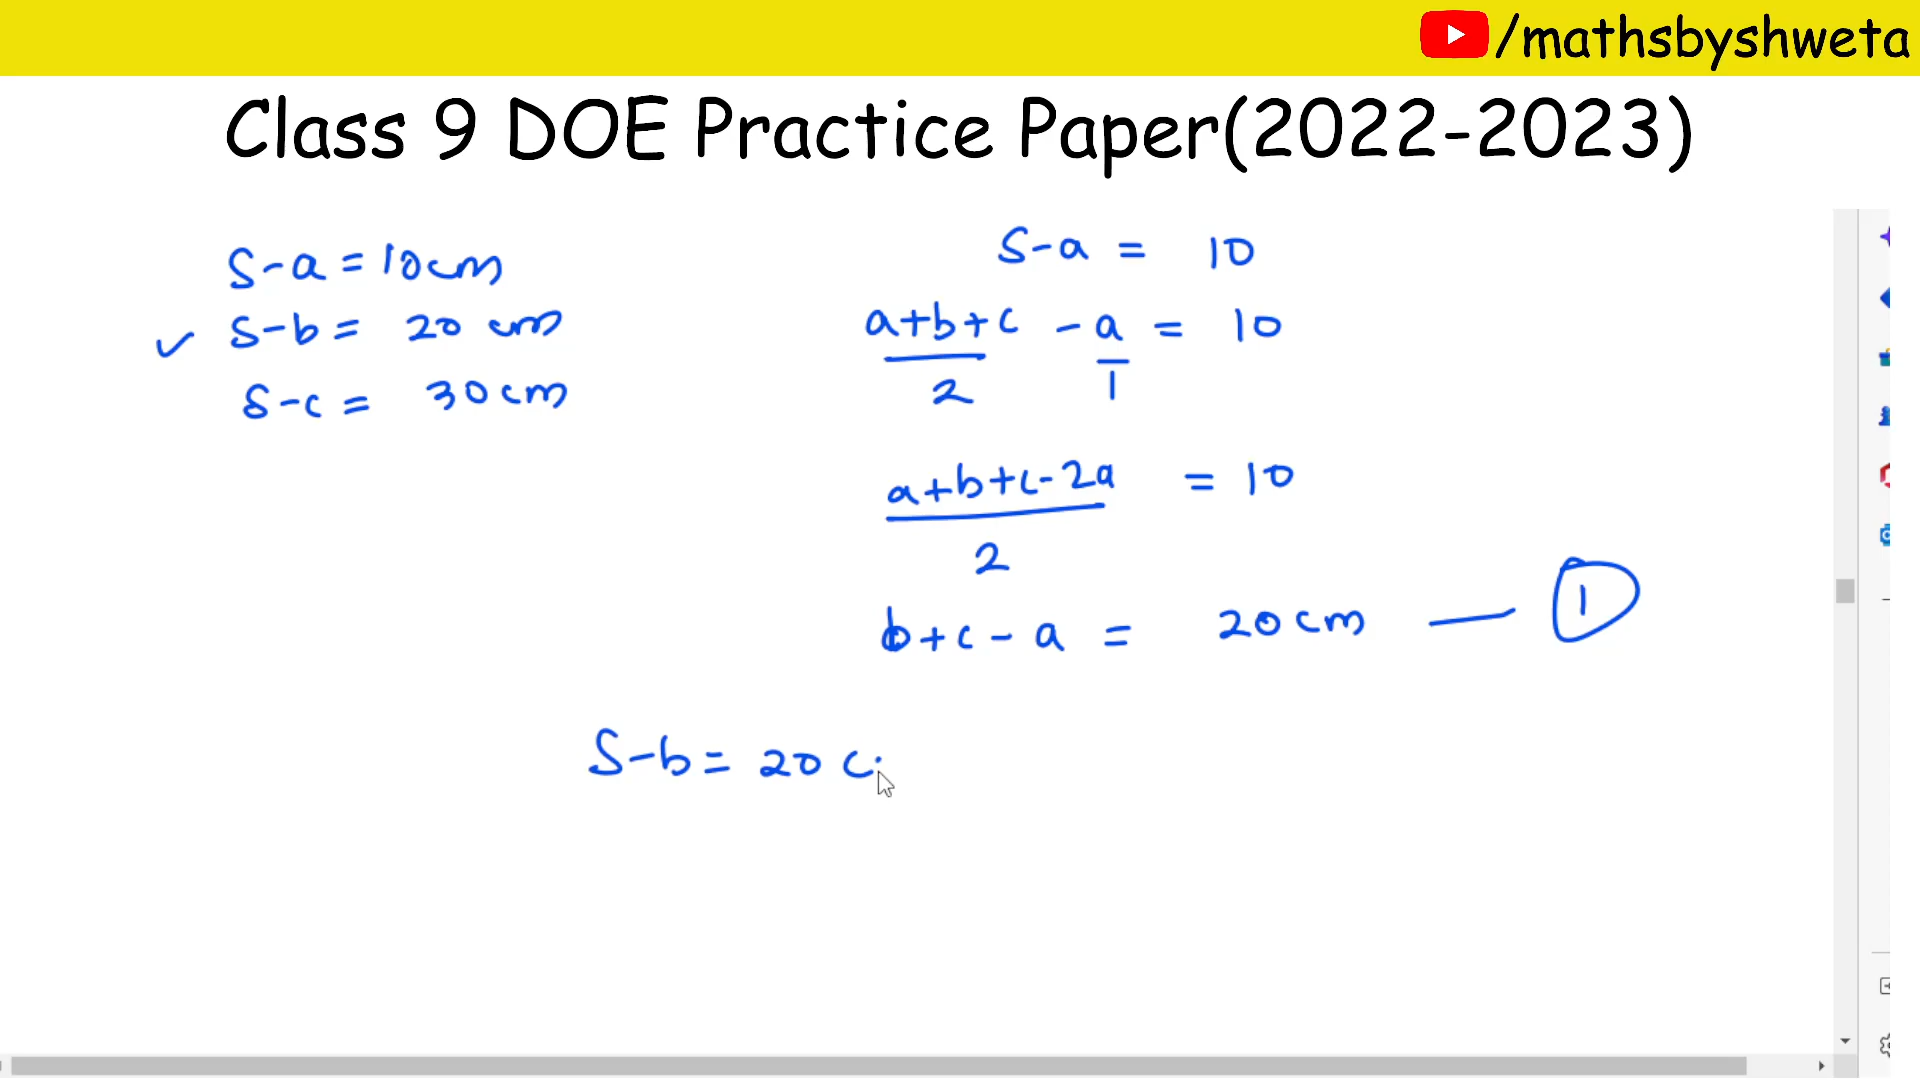 /mathsbyshweta
Class 9 DOE Practice Paper(2022-2023)
S-a = 10cm
S-b = 20 cm
S-c = 30cm
S-a = 10
a+b+c/2 - a/1 = 10
a+b+c-2a/2 = 10
b+c-a = 20cm — 1
S-b = 20 c